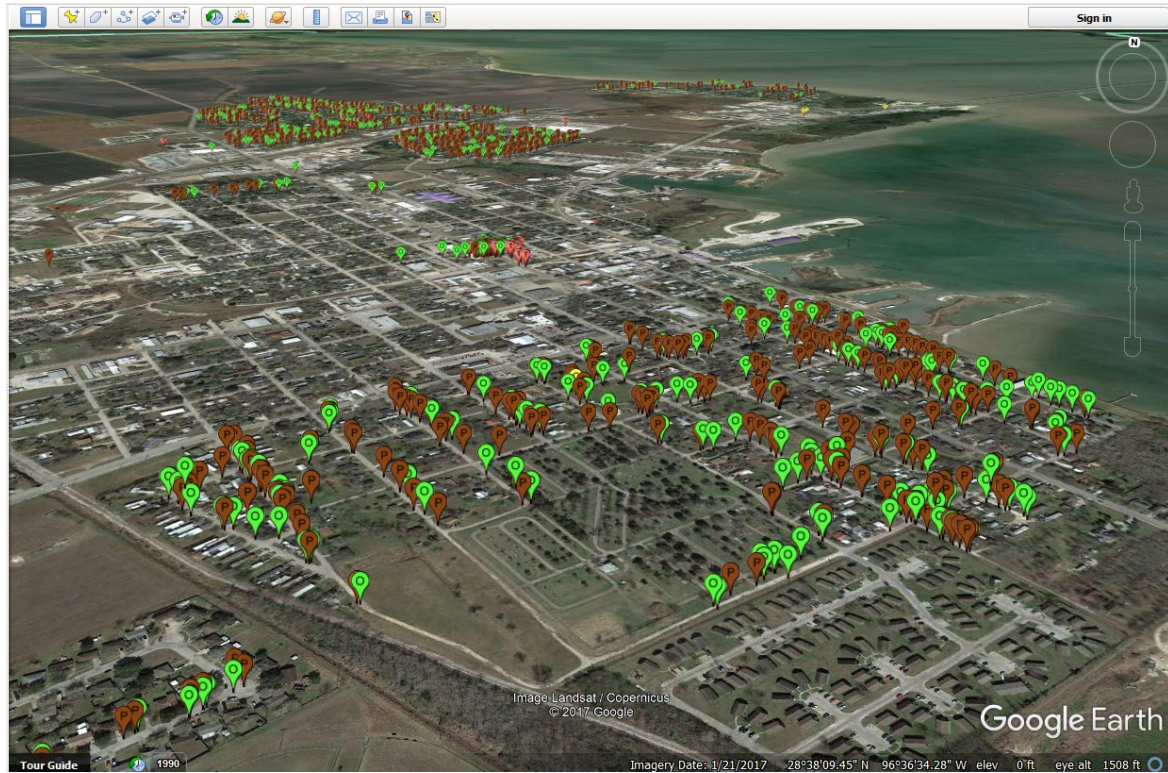 Sign in
N
Image Landsat / Copernicus
© 2017 Google
Google Earth
Tour Guide
1990
Imagery Date: 1/21/2017 28°38'09.45" N 96°36'34.28" W elev 0 ft eye alt 1508 ft